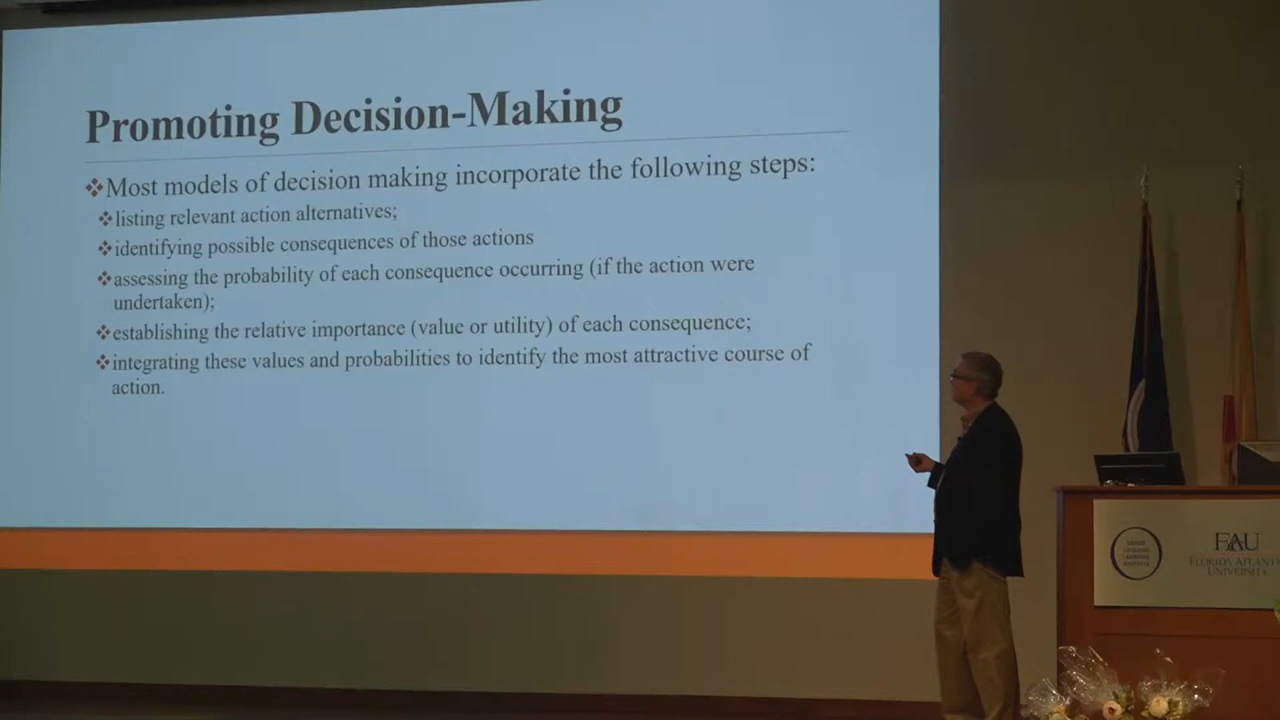 Promoting Decision-Making
❖Most models of decision making incorporate the following steps:
❖listing relevant action alternatives;
❖identifying possible consequences of those actions
❖assessing the probability of each consequence occurring (if the action were
undertaken);
❖establishing the relative importance (value or utility) of each consequence;
❖integrating these values and probabilities to identify the most attractive course of
action.
FAU
FLORIDA ATLANTIC
UNIVERSITY